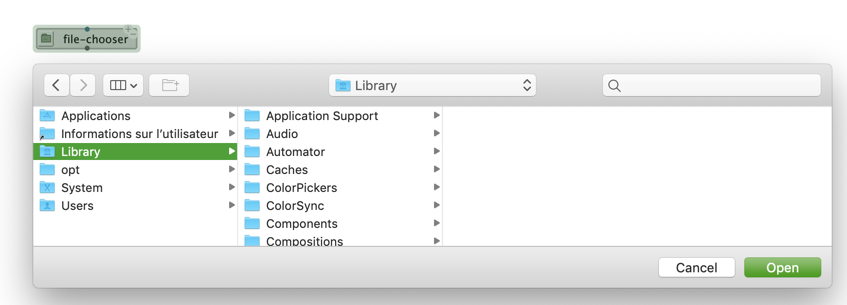 file-chooser
Library
Applications
Informations sur l'utilisateur
Library
opt
System
Users
Application Support
Audio
Automator
Caches
ColorPickers
ColorSync
Components
Compositions
Cancel
Open